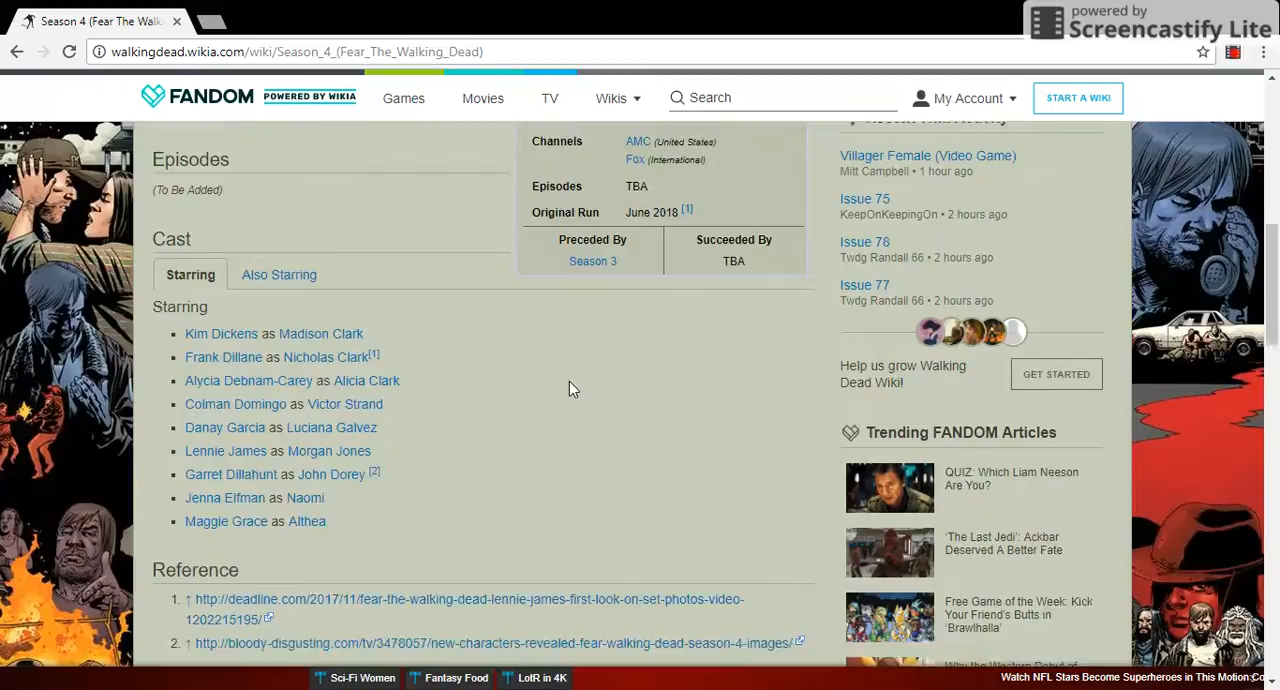 Season 4 (Fear The Walk
powered by
Screencastify Lite
walkingdead.wikia.com/wiki/Season_4_(Fear_The_Walking_Dead)
FANDOM POWERED BY WIKIA
Games
Movies
TV
Wikis
Search
My Account
START A WIKI
Episodes
(To Be Added)
Cast
Starring
Also Starring
Starring
Kim Dickens as Madison Clark
Frank Dillane as Nicholas Clark[1]
Alycia Debnam-Carey as Alicia Clark
Colman Domingo as Victor Strand
Danay Garcia as Luciana Galvez
Lennie James as Morgan Jones
Garret Dillahunt as John Dorey [2]
Jenna Elfman as Naomi
Maggie Grace as Althea
Reference
1. ↑ http://deadline.com/2017/11/fear-the-walking-dead-lennie-james-first-look-on-set-photos-video-
1202215195/
2. ↑ http://bloody-disgusting.com/tv/3478057/new-characters-revealed-fear-walking-dead-season-4-images/
Channels
AMC (United States)
Fox (International)
Episodes
TBA
Original Run
June 2018 [1]
Preceded By
Succeeded By
Season 3
TBA
Villager Female (Video Game)
Mitt Campbell • 1 hour ago
Issue 75
KeepOnKeepingOn • 2 hours ago
Issue 78
Twdg Randall 66 • 2 hours ago
Issue 77
Twdg Randall 66 • 2 hours ago
Help us grow Walking
Dead Wiki!
GET STARTED
Trending FANDOM Articles
QUIZ: Which Liam Neeson
Are You?
'The Last Jedi': Ackbar
Deserved A Better Fate
Free Game of the Week: Kick
Your Friend's Butts in
'Brawlhalla'
Sci-Fi Women
Fantasy Food
LotR in 4K
Watch NFL Stars Become Superheroes in This Motion Co